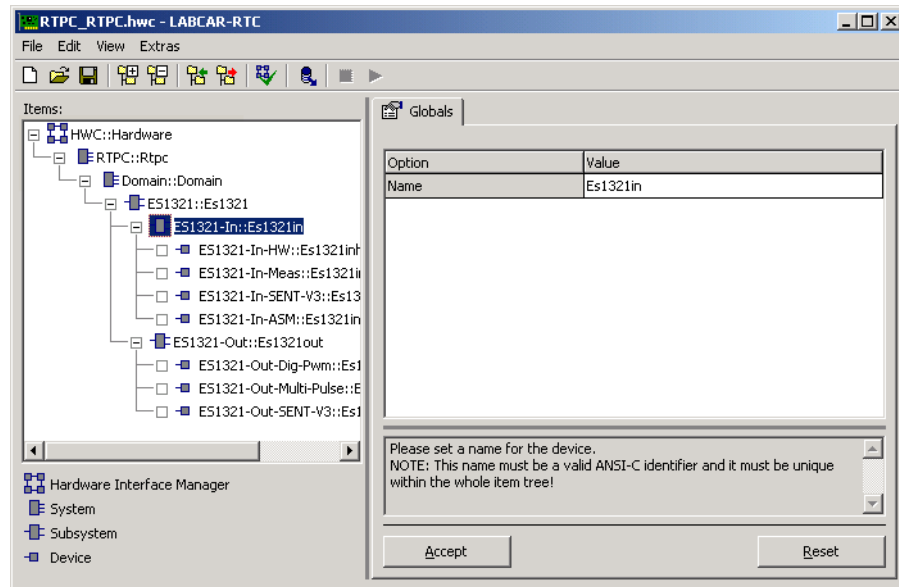 RTPC_RTPC.hwc - LABCAR-RTC
File Edit View Extras
Items:
HWC::Hardware
RTPC::Rtpc
Domain::Domain
ES1321::Es1321
ES1321-In::Es1321in
ES1321-In-HW::Es1321inh
ES1321-In-Meas::Es1321i
ES1321-In-SENT-V3::Es13
ES1321-In-ASM::Es1321in
ES1321-Out::Es1321out
ES1321-Out-Dig-Pwm::Es1
ES1321-Out-Multi-Pulse::E
ES1321-Out-SENT-V3::Es1
Hardware Interface Manager
System
Subsystem
Device
Globals
Option Value
Name Es1321in
Please set a name for the device.
NOTE: This name must be a valid ANSI-C identifier and it must be unique
within the whole item tree!
Accept Reset